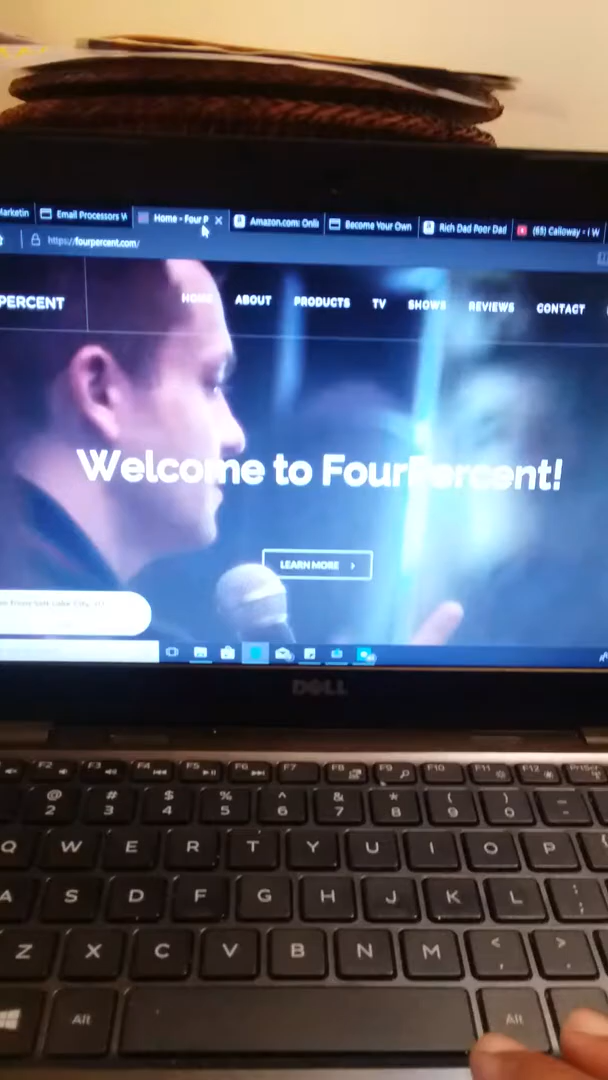 Marketin
Email Processors W
Home - Four P
Amazon.com: Onli
Become Your Own
Rich Dad Poor Dad
(65) Calloway - I W
https://fourpercent.com/
PERCENT
HOME
ABOUT
PRODUCTS
TV
SHOWS
REVIEWS
CONTACT
Welcome to FourPercent!
LEARN MORE >
DELL
F2
F3
F4
F5
F6
F7
F8
F9
F10
F11
F12
PrtScr
@ # $ % ^ & * ( ) _
2 3 4 5 6 7 8 9 0 -
Q W E R T Y U I O P
A S D F G H J K L : ;
Z X C V B N M < , > .
Alt
Alt